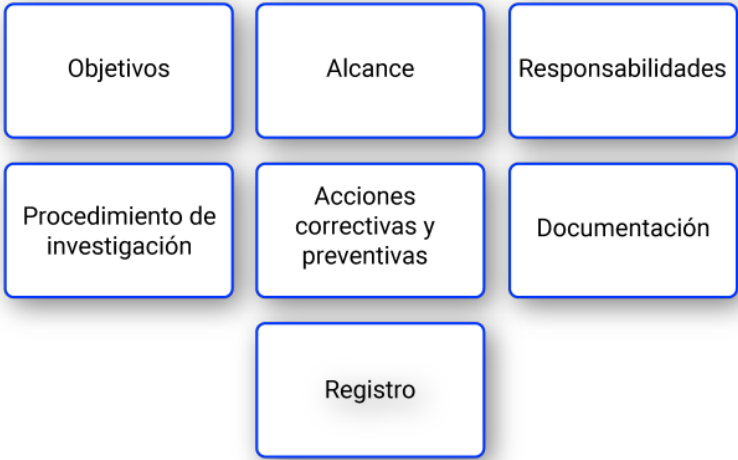 Objetivos
Alcance
Responsabilidades
Procedimiento de
investigación
Acciones
correctivas y
preventivas
Documentación
Registro